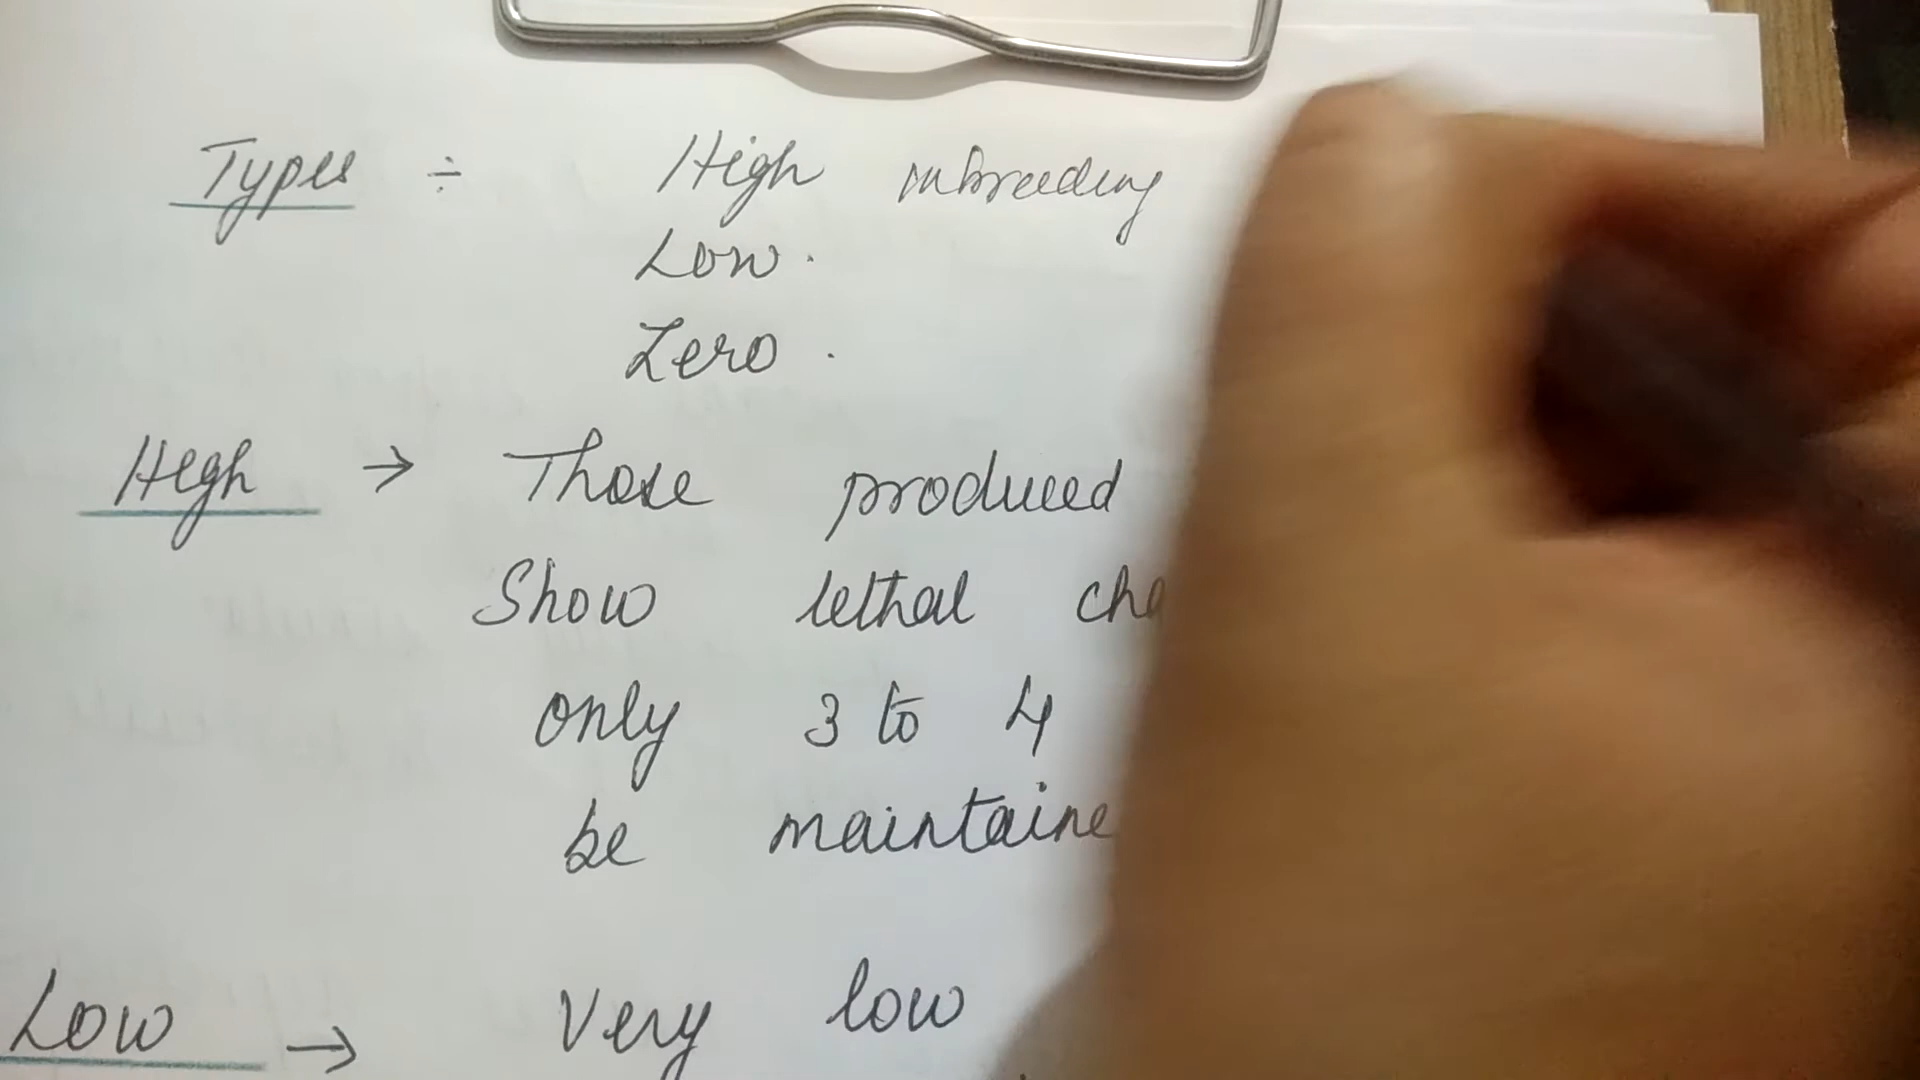 Types ÷ High inbreeding
Low.
Zero.
High → Those produced
Show lethal cha
only 3 to 4
be maintaine
Low → Very low